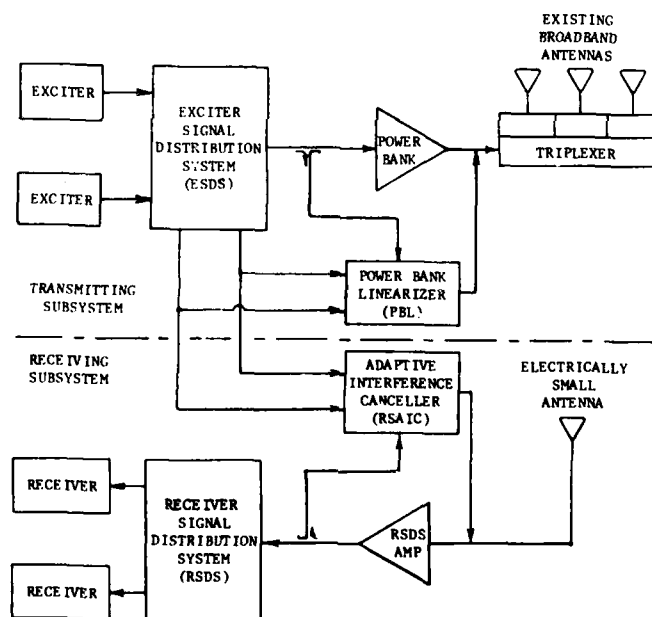 EXISTING
BROADBAND
ANTENNAS
EXCITER
EXCITER
SIGNAL
DISTRIBUTION
SYSTEM
(ESDS)
POWER
BANK
TRIPLEXER
EXCITER
POWER BANK
LINEARIZER
(PBL)
TRANSMITTING
SUBSYSTEM
RECEIVING
SUBSYSTEM
ADAPTIVE
INTERFERENCE
CANCELLER
(RSAIC)
ELECTRICALLY
SMALL
ANTENNA
RECEIVER
RECEIVER
SIGNAL
DISTRIBUTION
SYSTEM
(RSDS)
RSDS
AMP
RECEIVER